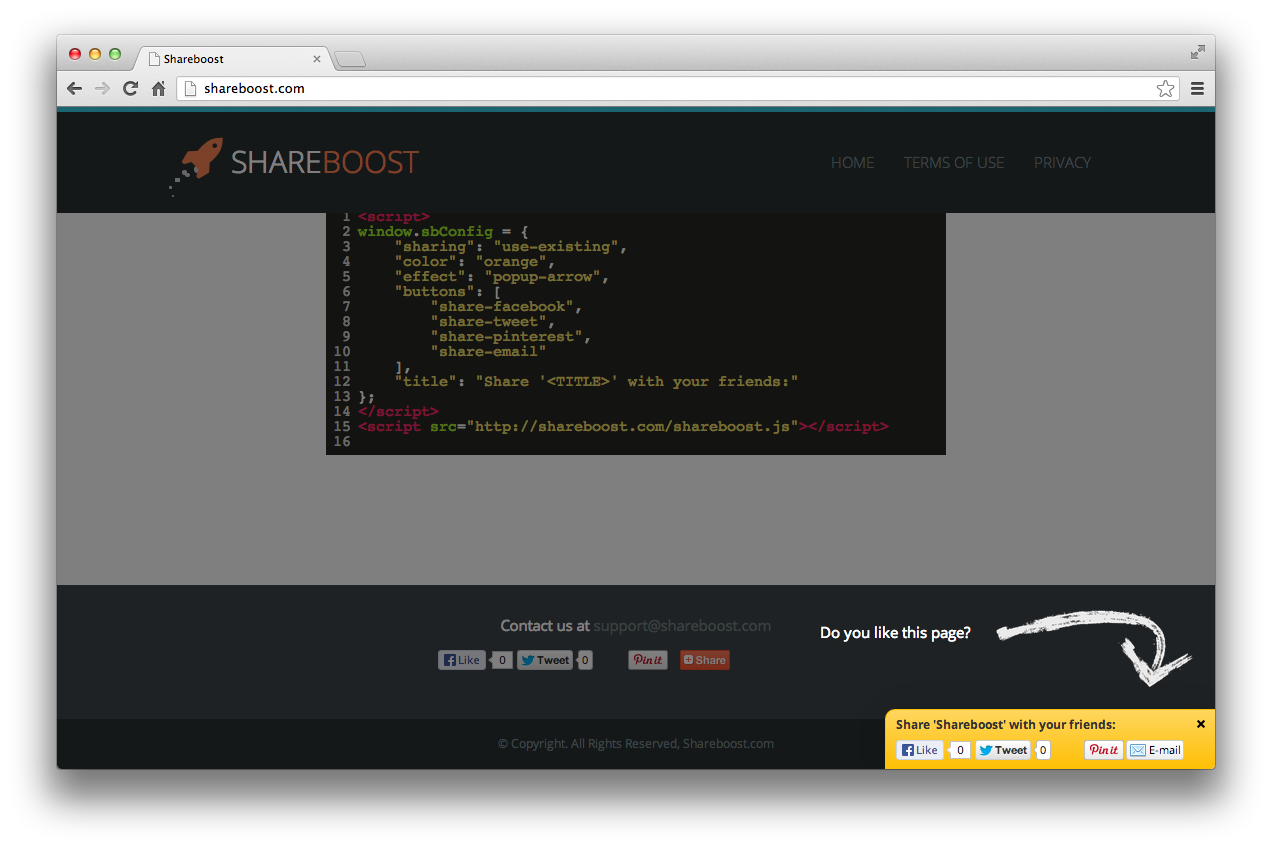 Shareboost
shareboost.com
SHAREBOOST
HOME TERMS OF USE PRIVACY
1 <script>
2 window.sbConfig = {
3 "sharing": "use-existing",
4 "color": "orange",
5 "effect": "popup-arrow",
6 "buttons": [
7 "share-facebook",
8 "share-tweet",
9 "share-pinterest",
10 "share-email"
11 ],
12 "title": "Share '<TITLE>' with your friends:"
13 };
14 </script>
15 <script src="http://shareboost.com/shareboost.js"></script>
16
Contact us at support@shareboost.com
Do you like this page?
Like 0 Tweet 0 Pin it Share
Share 'Shareboost' with your friends:
© Copyright. All Rights Reserved, Shareboost.com
Like 0 Tweet 0 Pin it E-mail